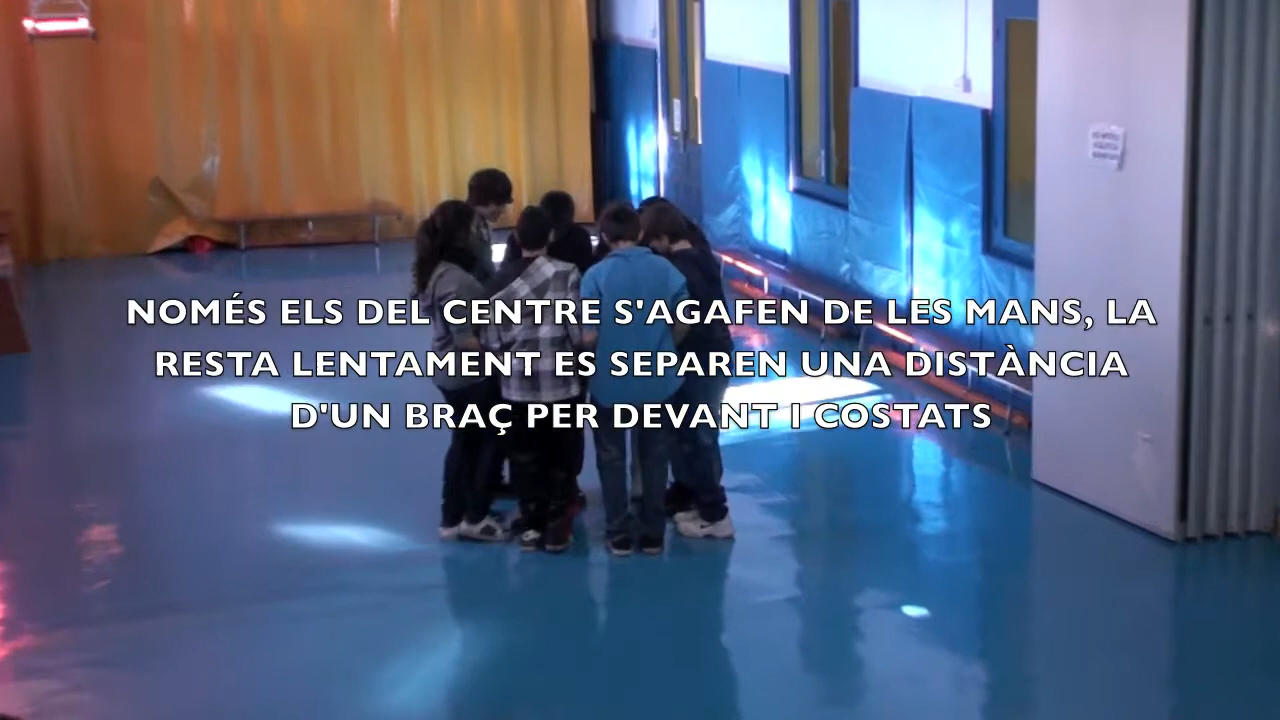 NOMÉS ELS DEL CENTRE S'AGAFEN DE LES MANS, LA
RESTA LENTAMENT ES SEPAREN UNA DISTÀNCIA
D'UN BRAÇ PER DEVANT I COSTATS